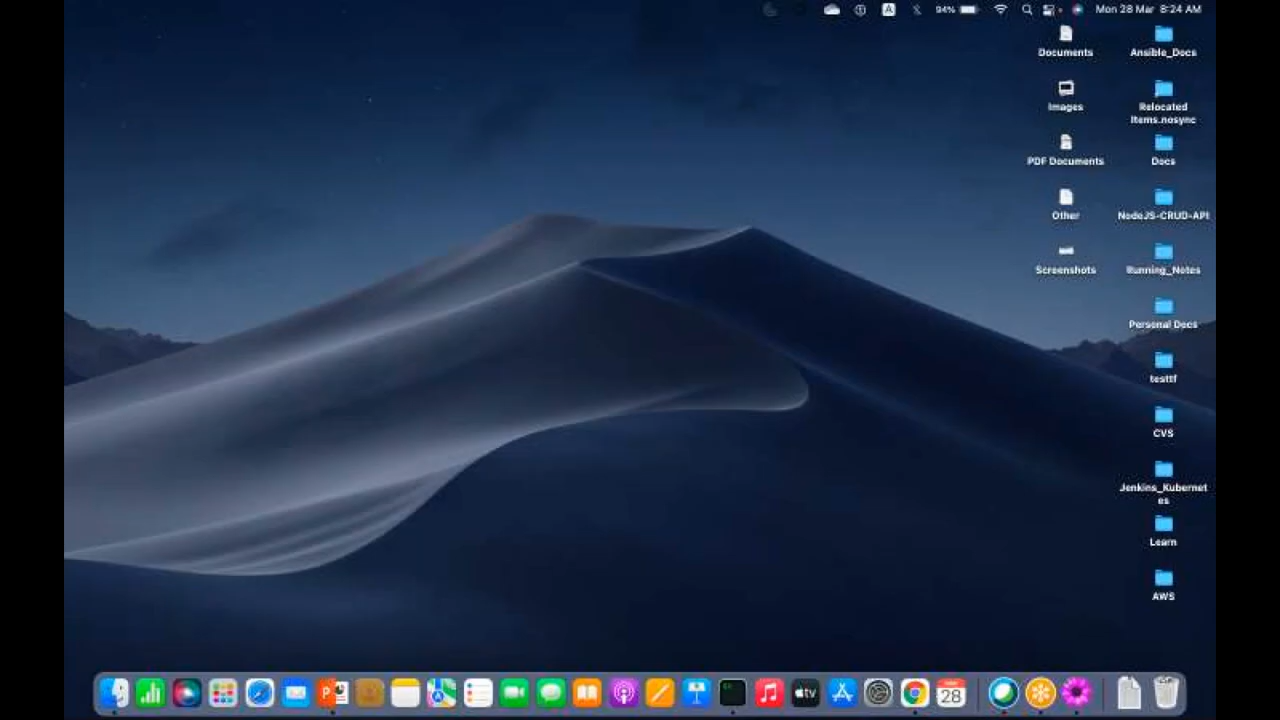 94% Mon 28 Mar 8:24 AM
Documents
Ansible_Docs
Images
Relocated
Items.nosync
PDF Documents
Docs
Other
NodeJS-CRUD-API
Screenshots
Running_Notes
Personal Docs
testtf
CVS
Jenkins_Kubernet
es
Learn
AWS
tv
28